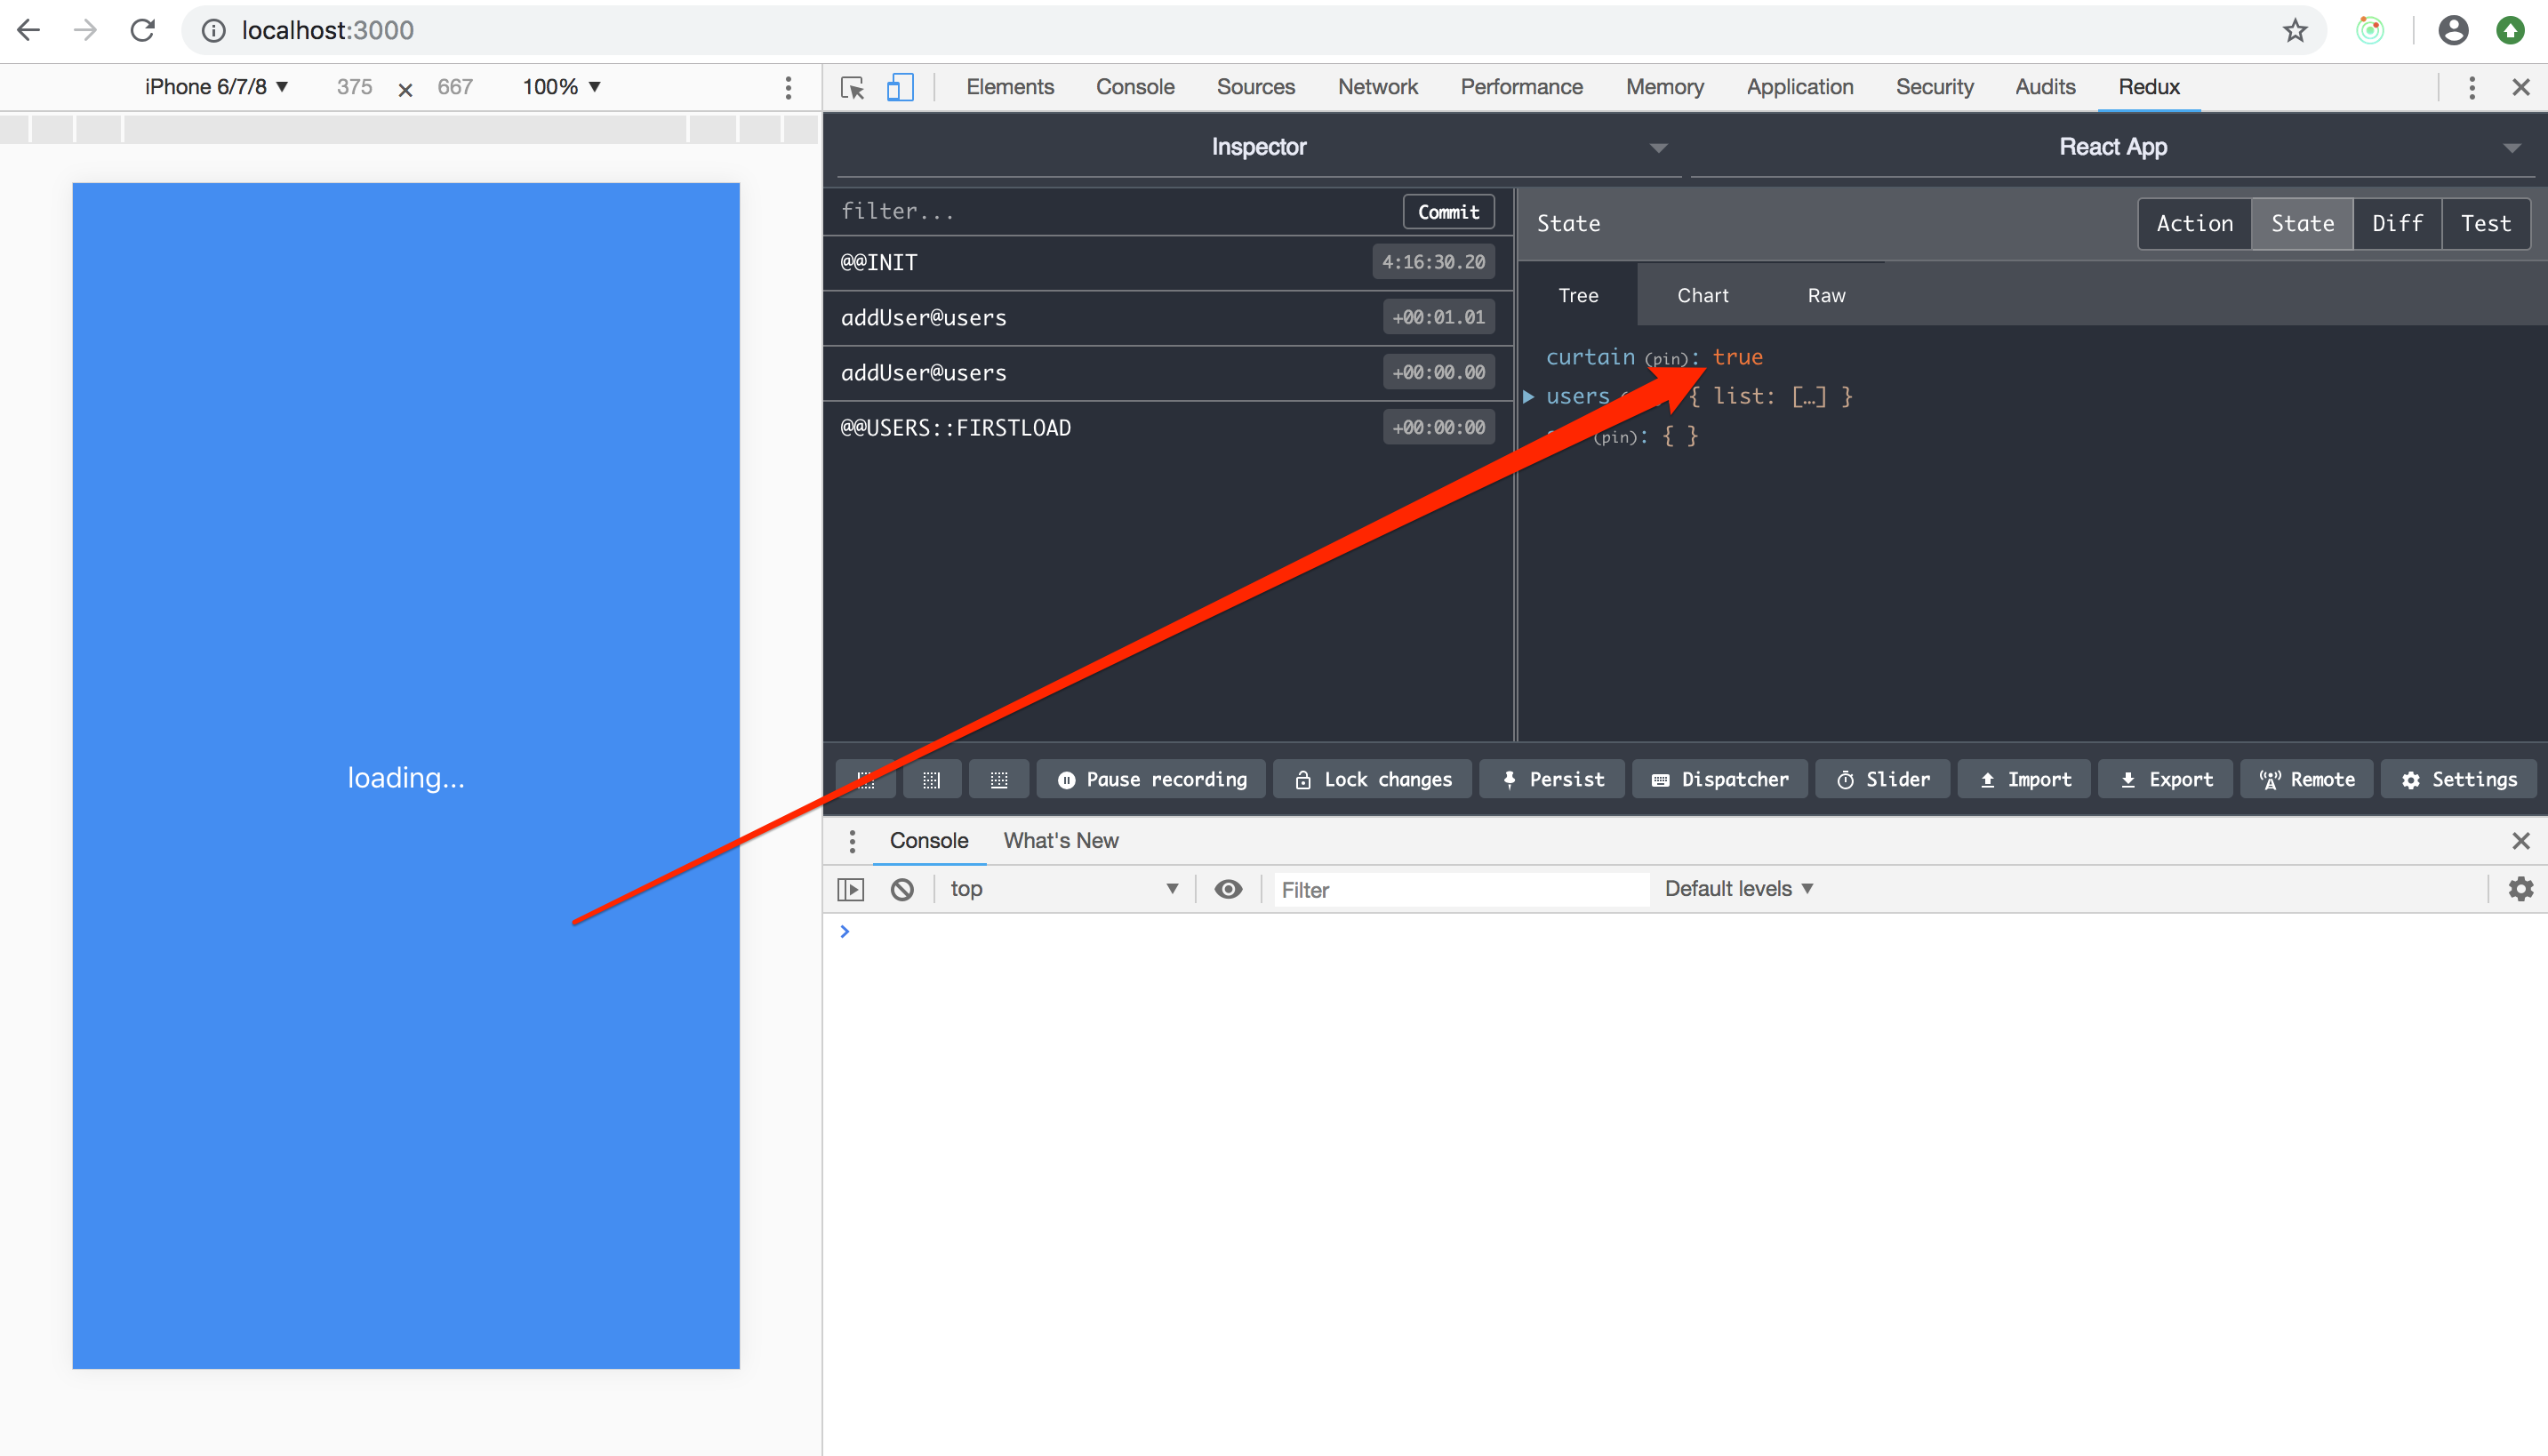 localhost:3000
iPhone 6/7/8 ▼ 375 × 667 100% ▼
Elements Console Sources Network Performance Memory Application Security Audits Redux
Inspector React App
filter... Commit
State Action State Diff Test
@@INIT 4:16:30.20
addUser@users +00:01.01
addUser@users +00:00.00
@@USERS::FIRSTLOAD +00:00:00
Tree Chart Raw
curtain (pin): true
users { list: […] }
(pin): { }
loading...
Pause recording Lock changes Persist Dispatcher Slider Import Export Remote Settings
Console What's New
top ▼ Filter Default levels ▼